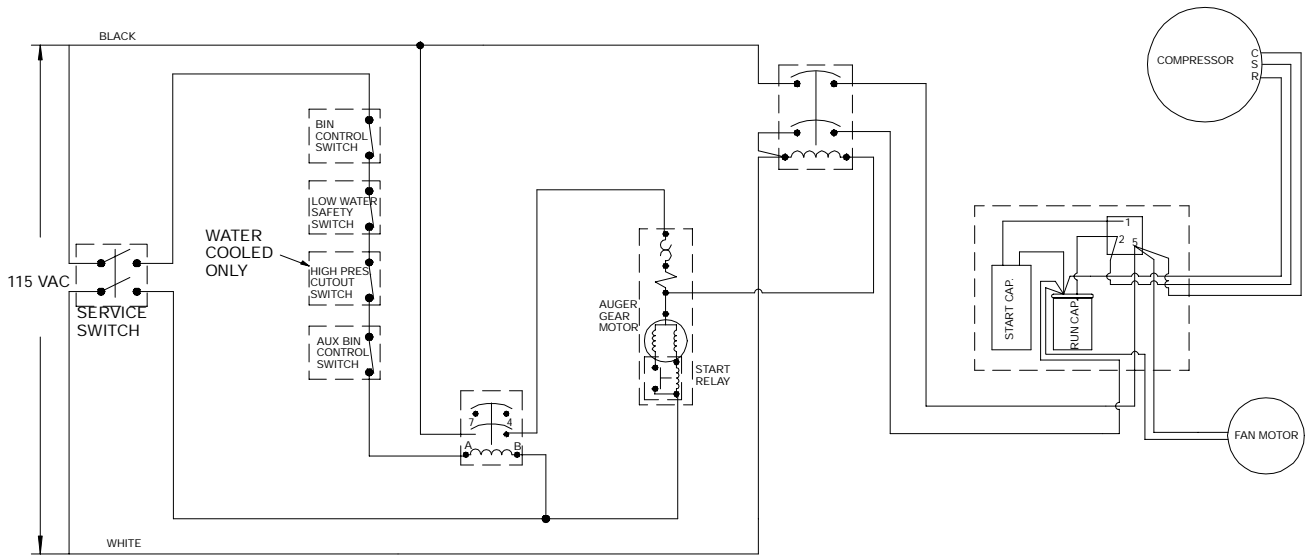 BLACK
115 VAC
SERVICE
SWITCH
BIN
CONTROL
SWITCH
LOW WATER
SAFETY
SWITCH
WATER
COOLED
ONLY
HIGH PRES
CUTOUT
SWITCH
AUX BIN
CONTROL
SWITCH
7 4
A B
AUGER
GEAR
MOTOR
START
RELAY
COMPRESSOR
C
S
R
1
2 5
START CAP.
RUN CAP.
FAN MOTOR
WHITE